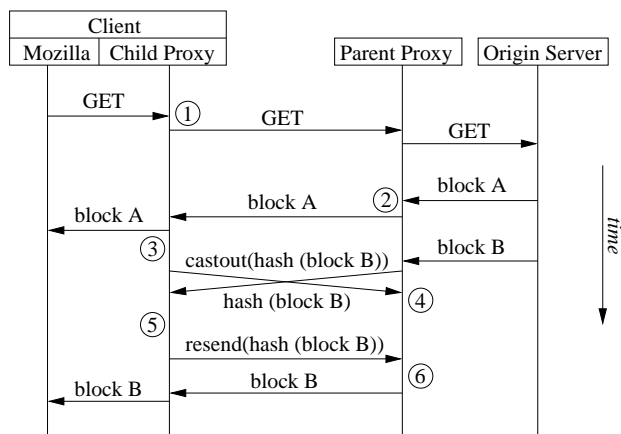 Client
Mozilla Child Proxy Parent Proxy Origin Server
GET
1
GET
GET
block A
2
block A
block A
3
block B
castout(hash (block B))
hash (block B)
4
5
resend(hash (block B))
6
block B
block B
time